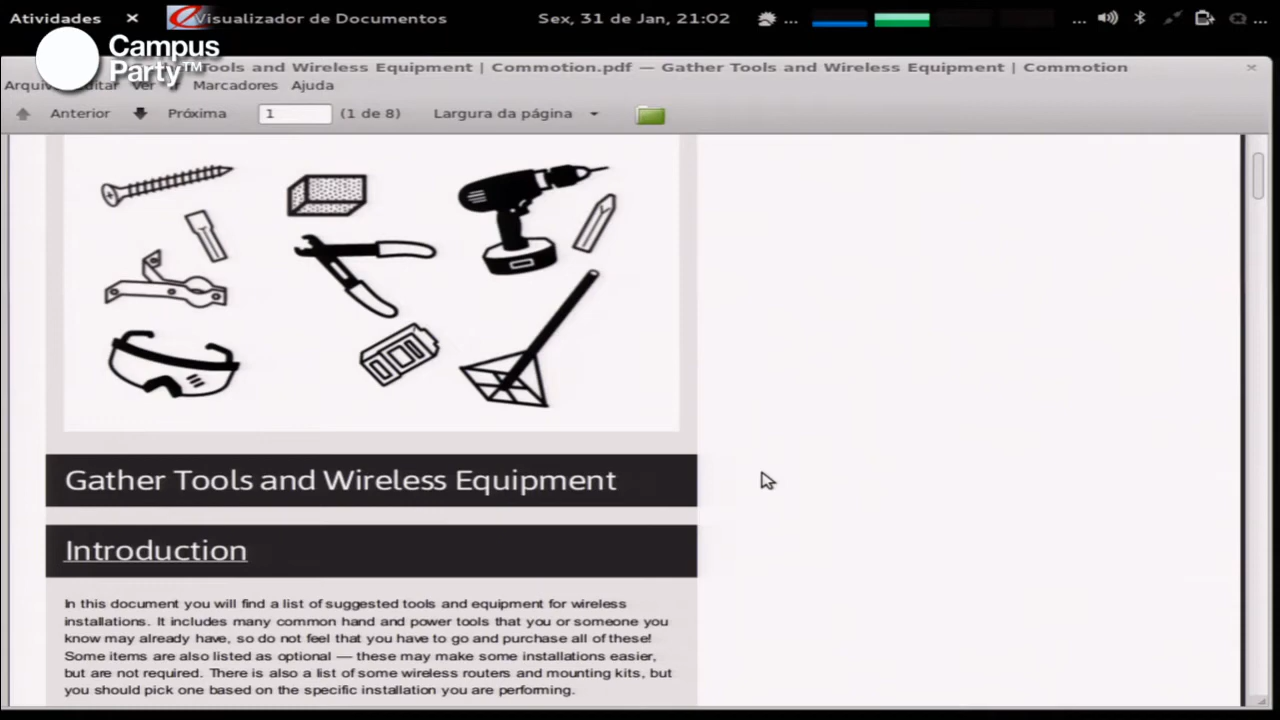 Atividades × Visualizador de Documentos Sex, 31 de Jan, 21:02 ... ...
Campus
Party™
Tools and Wireless Equipment | Commotion.pdf — Gather Tools and Wireless Equipment | Commotion ×
Arquivo Editar Ver Ir Marcadores Ajuda
Anterior Próxima 1 (1 de 8) Largura da página
Gather Tools and Wireless Equipment
Introduction
In this document you will find a list of suggested tools and equipment for wireless
installations. It includes many common hand and power tools that you or someone you
know may already have, so do not feel that you have to go and purchase all of these!
Some items are also listed as optional — these may make some installations easier,
but are not required. There is also a list of some wireless routers and mounting kits, but
you should pick one based on the specific installation you are performing.